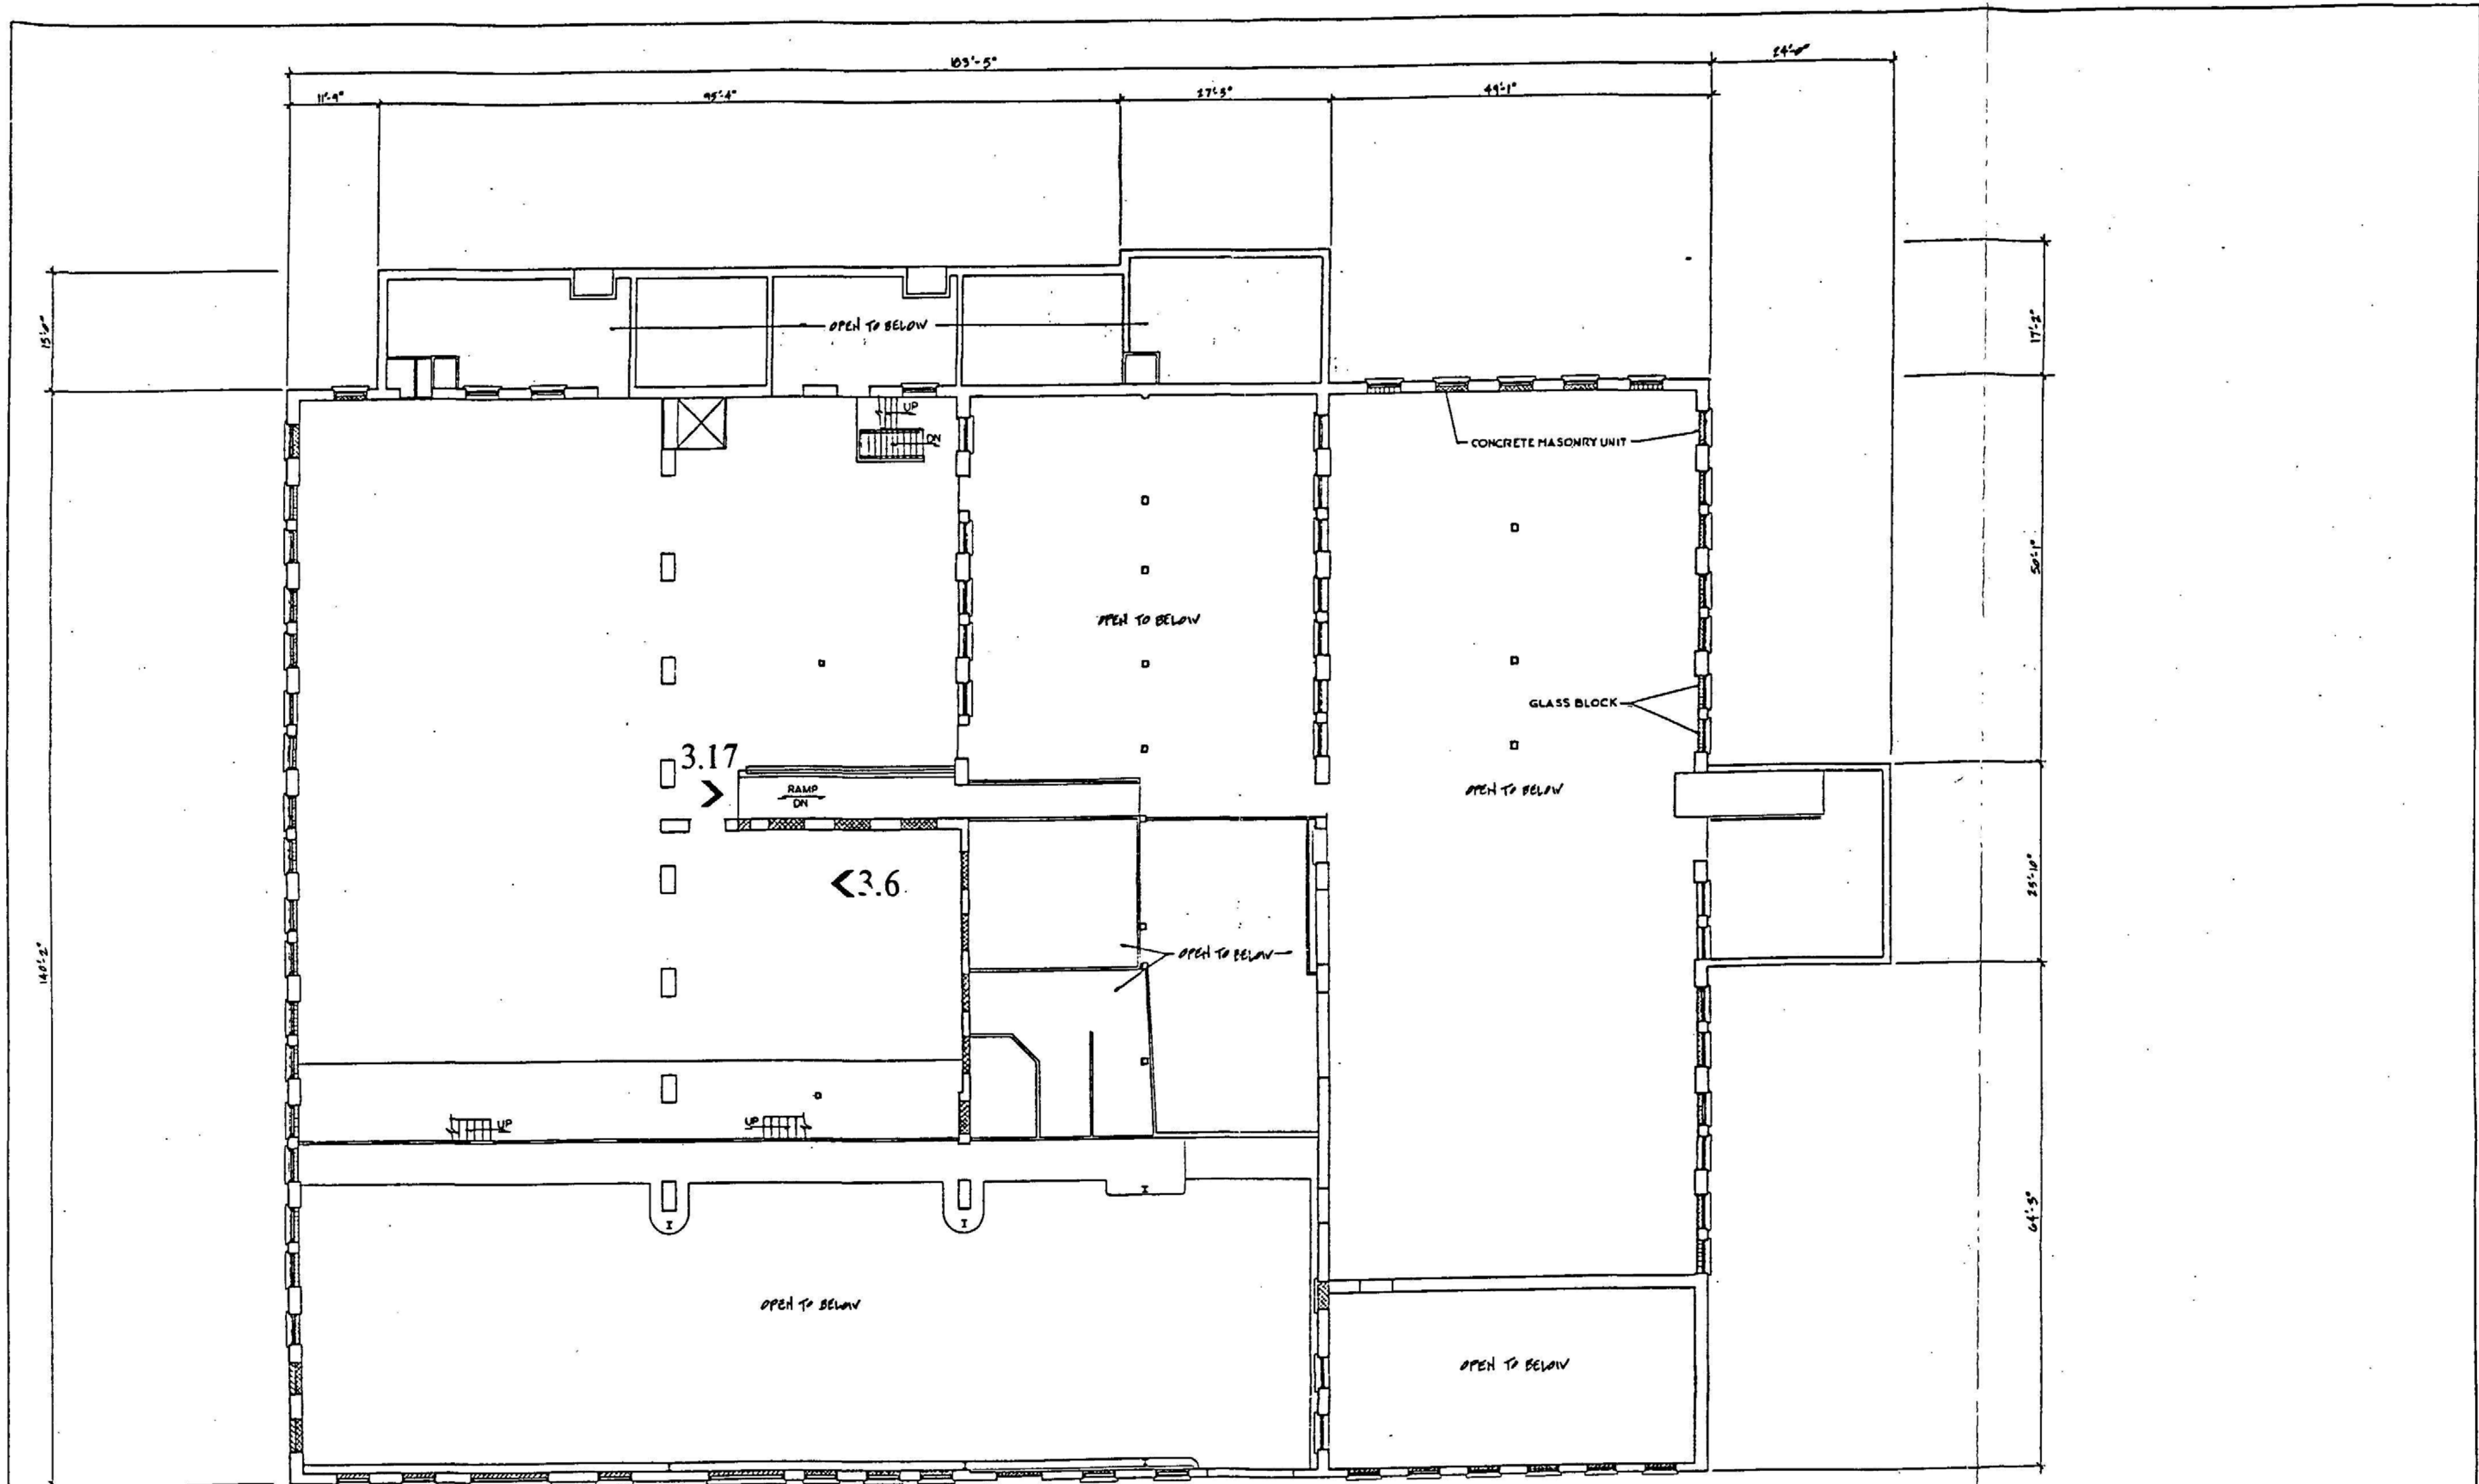 183'-5"
24'-0"
11'-9"
95'-4"
27'-3"
49'-1"
15'-0"
17'-2"
OPEN TO BELOW
UP
DN
CONCRETE MASONRY UNIT
50'-1"
OPEN TO BELOW
GLASS BLOCK
3.17
RAMP
DN
OPEN TO BELOW
3.6
25'-10"
OPEN TO BELOW
140'-2"
UP
UP
64'-3"
OPEN TO BELOW
OPEN TO BELOW